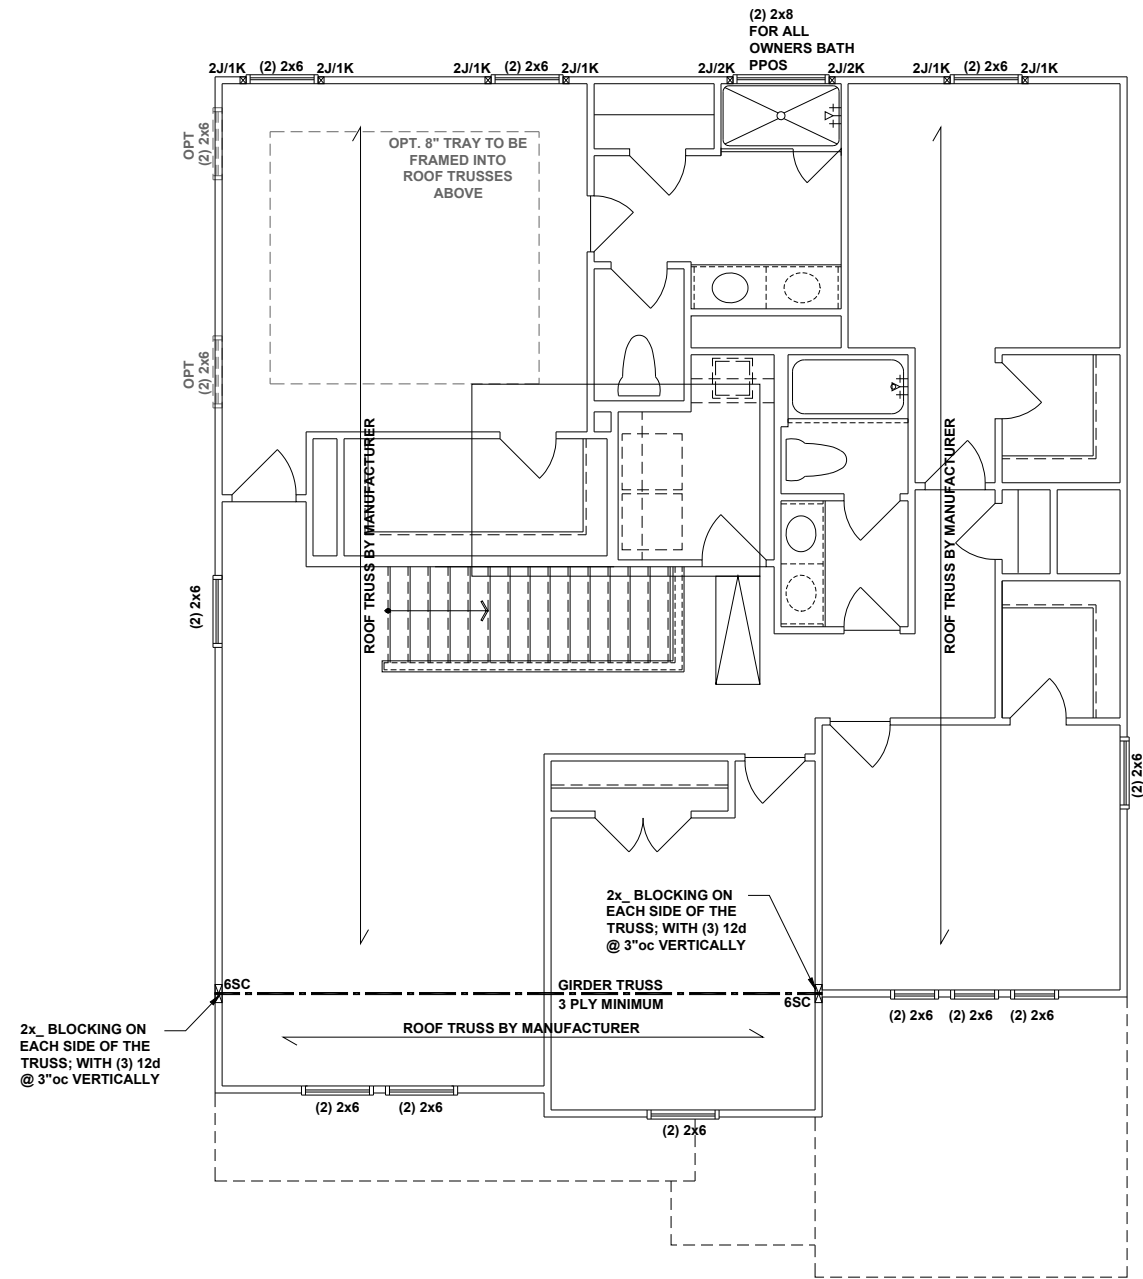 (2) 2x8
FOR ALL
OWNERS BATH
PPOS
2J/1K
(2) 2x6
2J/1K
2J/1K
(2) 2x6
2J/1K
2J/2K
2J/2K
2J/1K
(2) 2x6
2J/1K
OPT
(2) 2x6
OPT. 8" TRAY TO BE
FRAMED INTO
ROOF TRUSSES
ABOVE
OPT
(2) 2x6
ROOF TRUSS BY MANUFACTURER
ROOF TRUSS BY MANUFACTURER
(2) 2x6
(2) 2x6
2x_ BLOCKING ON
EACH SIDE OF THE
TRUSS; WITH (3) 12d
@ 3"oc VERTICALLY
6SC
GIRDER TRUSS
3 PLY MINIMUM
6SC
(2) 2x6
(2) 2x6
(2) 2x6
2x_ BLOCKING ON
EACH SIDE OF THE
TRUSS; WITH (3) 12d
@ 3"oc VERTICALLY
ROOF TRUSS BY MANUFACTURER
(2) 2x6
(2) 2x6
(2) 2x6